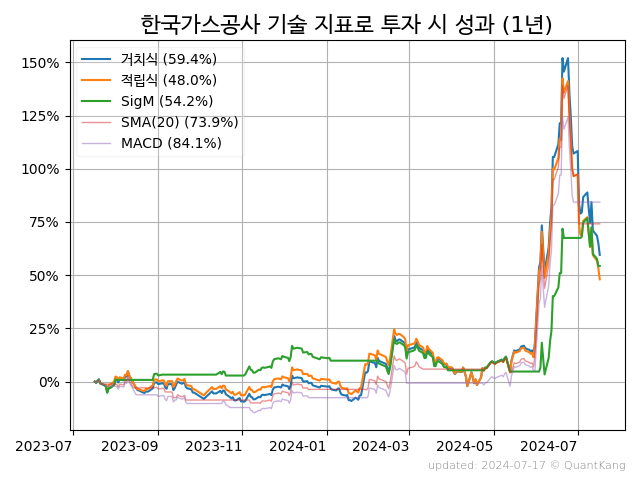 한국가스공사 기술 지표로 투자 시 성과 (1년)
150%
125%
100%
75%
50%
25%
0%
거치식 (59.4%)
적립식 (48.0%)
SigM (54.2%)
SMA(20) (73.9%)
MACD (84.1%)
2023-07 2023-09 2023-11 2024-01 2024-03 2024-05 2024-07
updated: 2024-07-17 © QuantKang